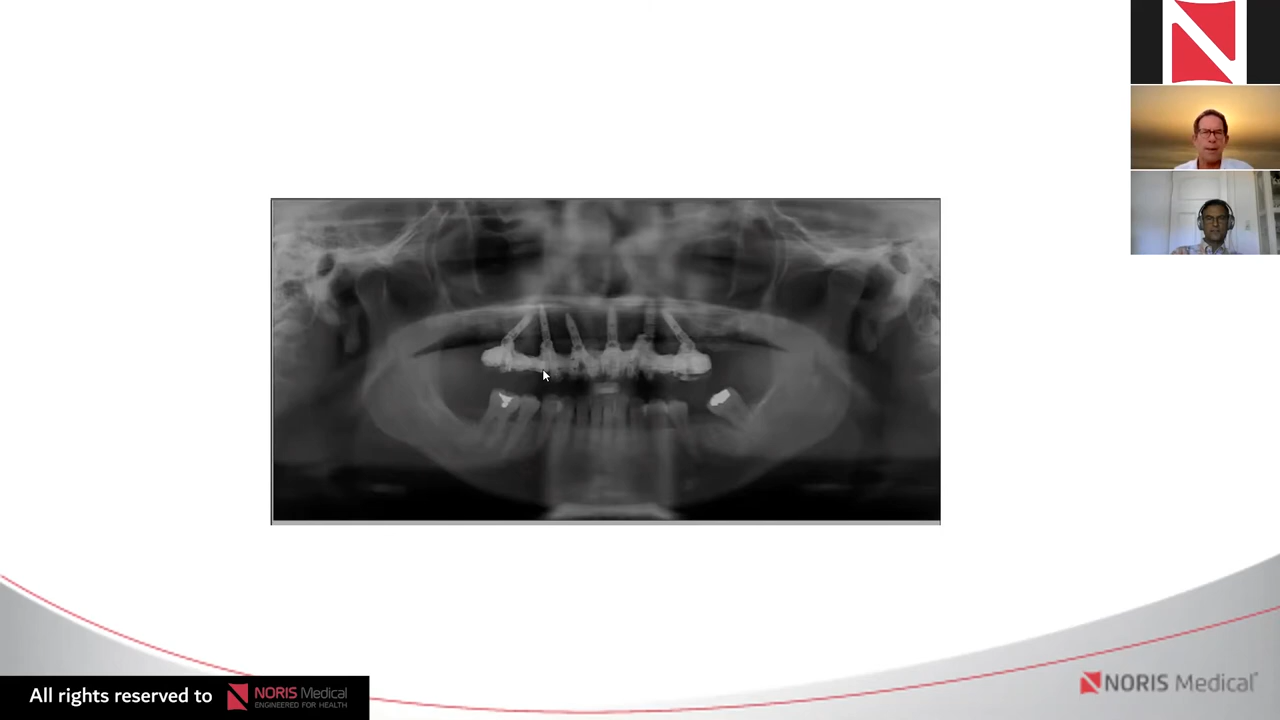 All rights reserved to
NORIS Medical
ENGINEERED FOR HEALTH
NORIS Medical